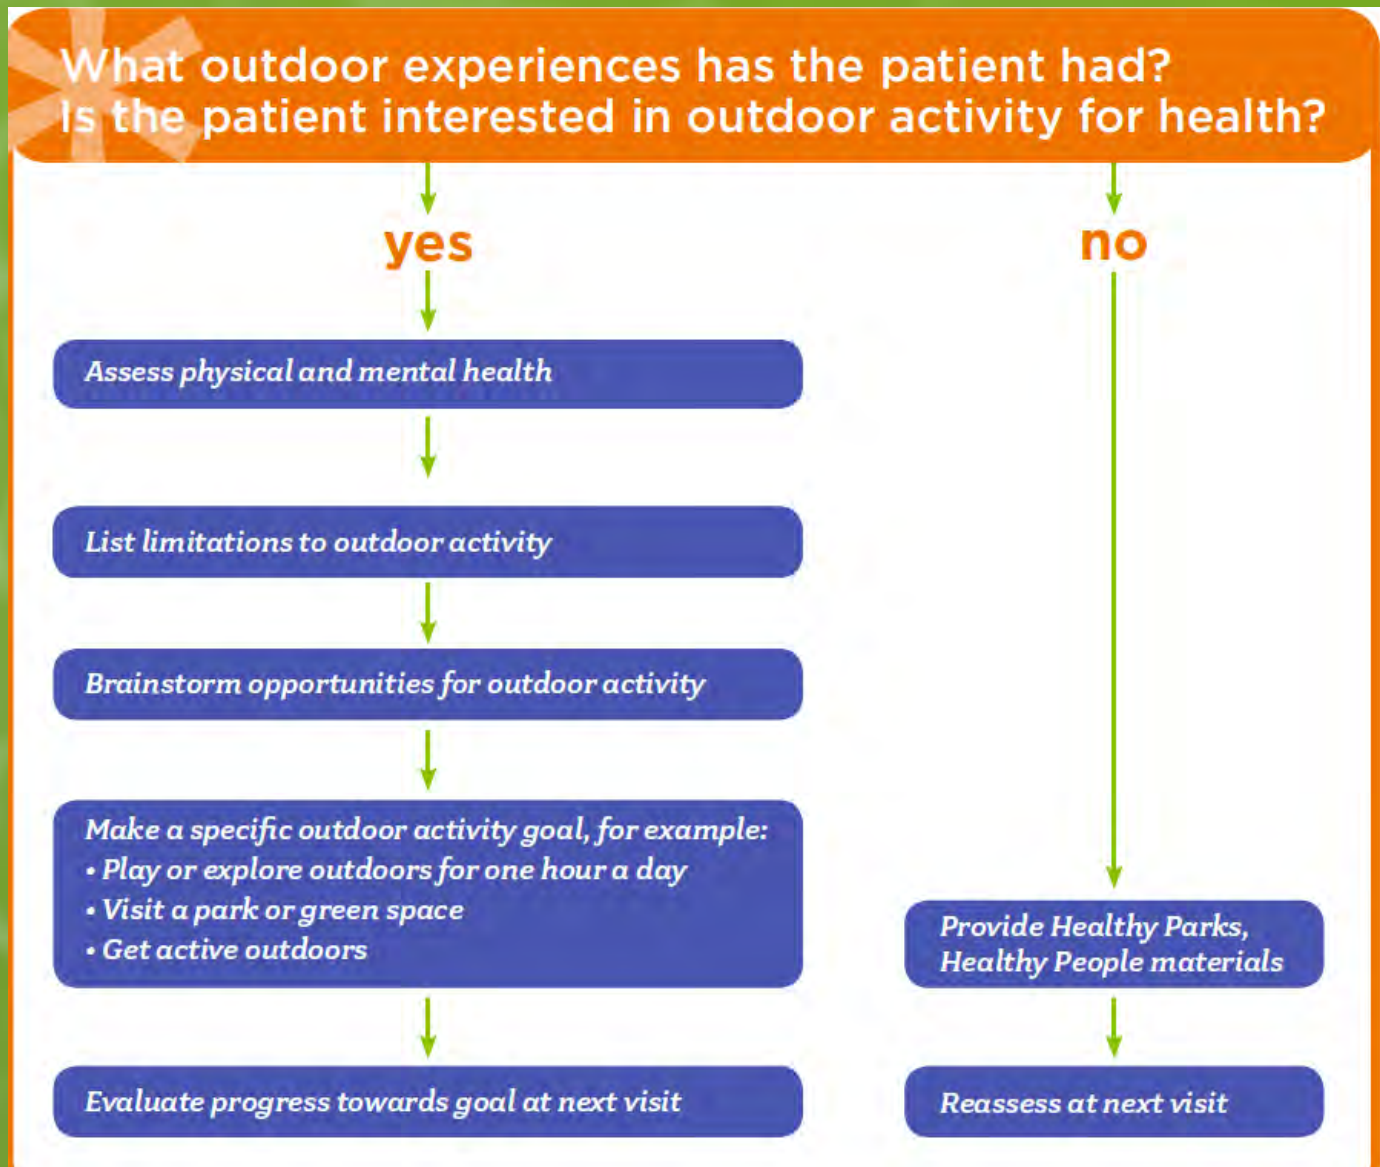 What outdoor experiences has the patient had?
Is the patient interested in outdoor activity for health?
yes
Assess physical and mental health
List limitations to outdoor activity
Brainstorm opportunities for outdoor activity
Make a specific outdoor activity goal, for example:
• Play or explore outdoors for one hour a day
• Visit a park or green space
• Get active outdoors
Evaluate progress towards goal at next visit
no
Provide Healthy Parks,
Healthy People materials
Reassess at next visit